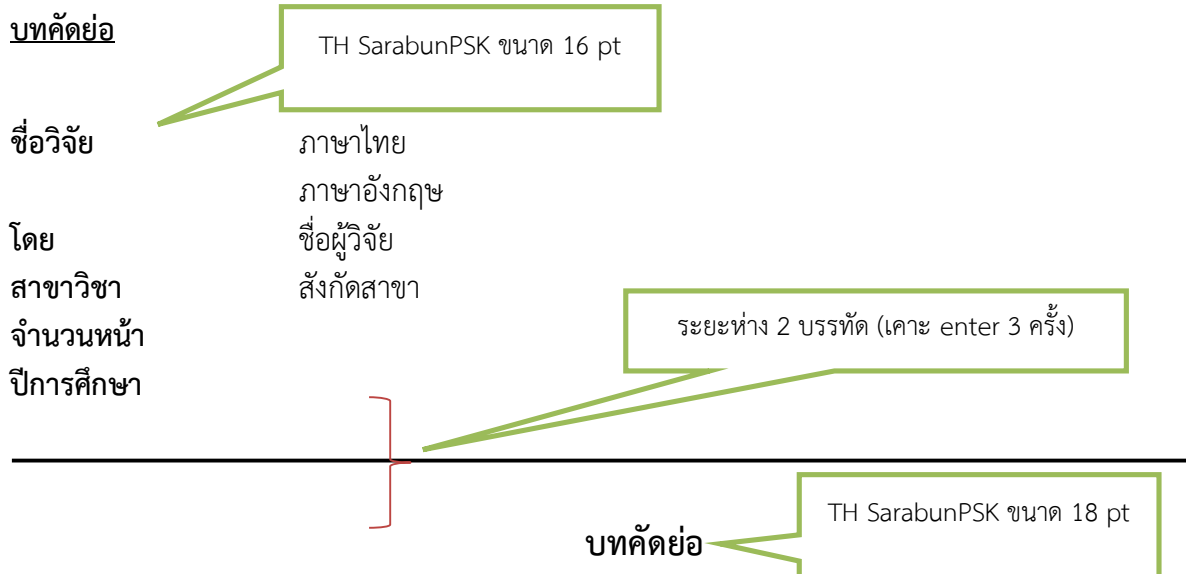 บทคัดย่อ
TH SarabunPSK ขนาด 16 pt
ชื่อวิจัย ภาษาไทย
ภาษาอังกฤษ
โดย ชื่อผู้วิจัย
สาขาวิชา สังกัดสาขา
จำนวนหน้า
ระยะห่าง 2 บรรทัด (เคาะ enter 3 ครั้ง)
ปีการศึกษา
TH SarabunPSK ขนาด 18 pt
บทคัดย่อ